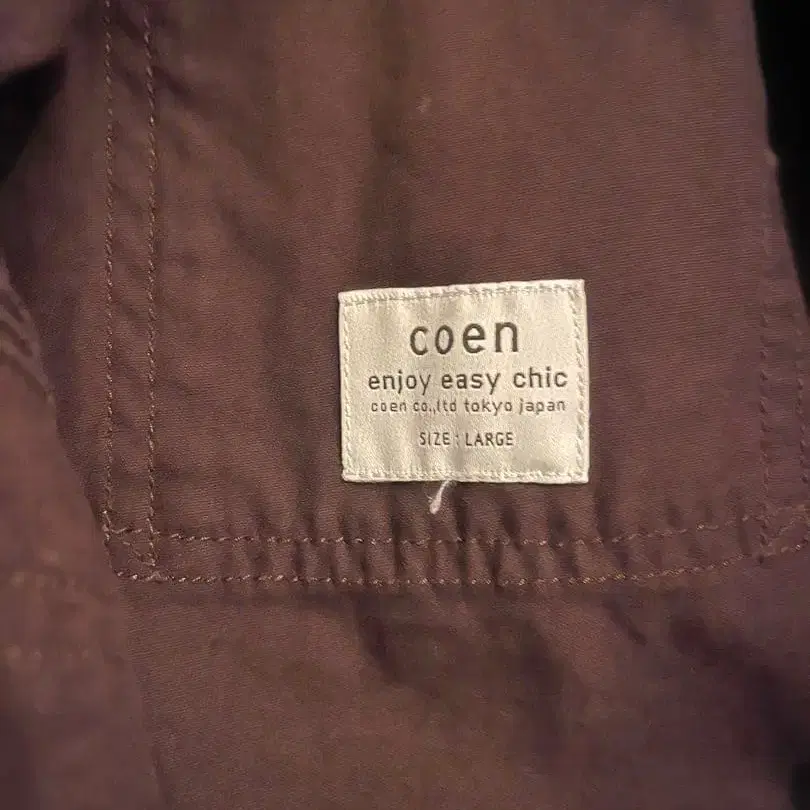 coen
enjoy easy chic
coen co.,ltd tokyo japan
SIZE : LARGE